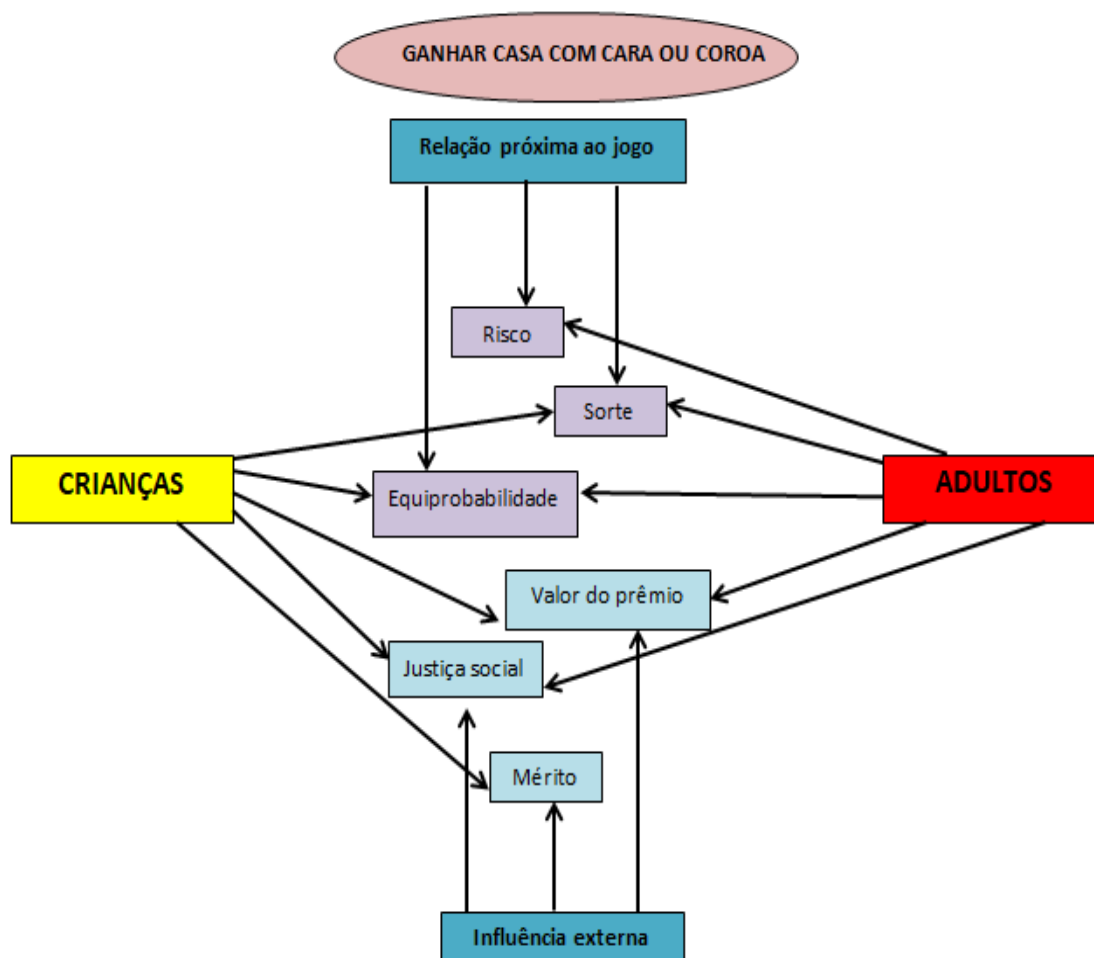 GANHAR CASA COM CARA OU COROA
Relação próxima ao jogo
Risco
Sorte
CRIANÇAS
ADULTOS
Equiprobabilidade
Valor do prêmio
Justiça social
Mérito
Influência externa